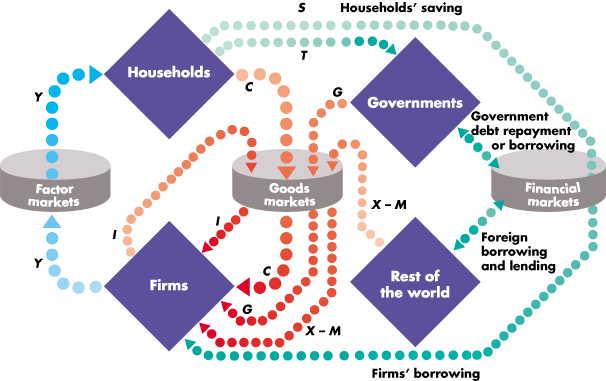 S Households' saving
T
Households
Y
C
G
Governments
Government
debt repayment
or borrowing
Factor
markets
Goods
markets
Financial
markets
X – M
I
I
Foreign
borrowing
and lending
Y
Firms
C
G
X – M
Rest of
the world
Firms' borrowing